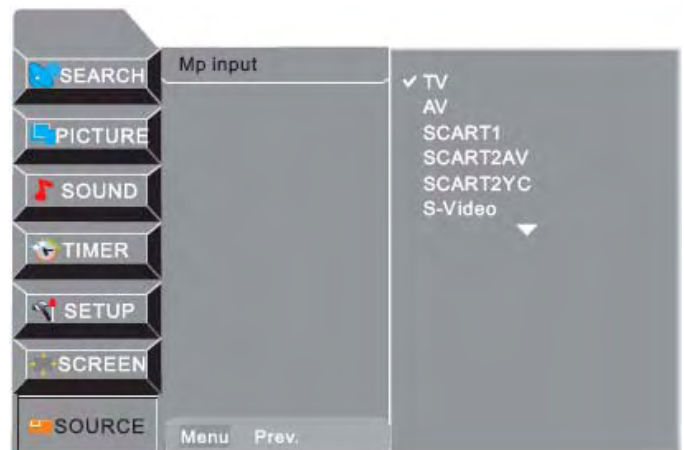 SEARCH
PICTURE
SOUND
TIMER
SETUP
SCREEN
SOURCE
Mp input
Menu Prev.
TV
AV
SCART1
SCART2AV
SCART2YC
S-Video